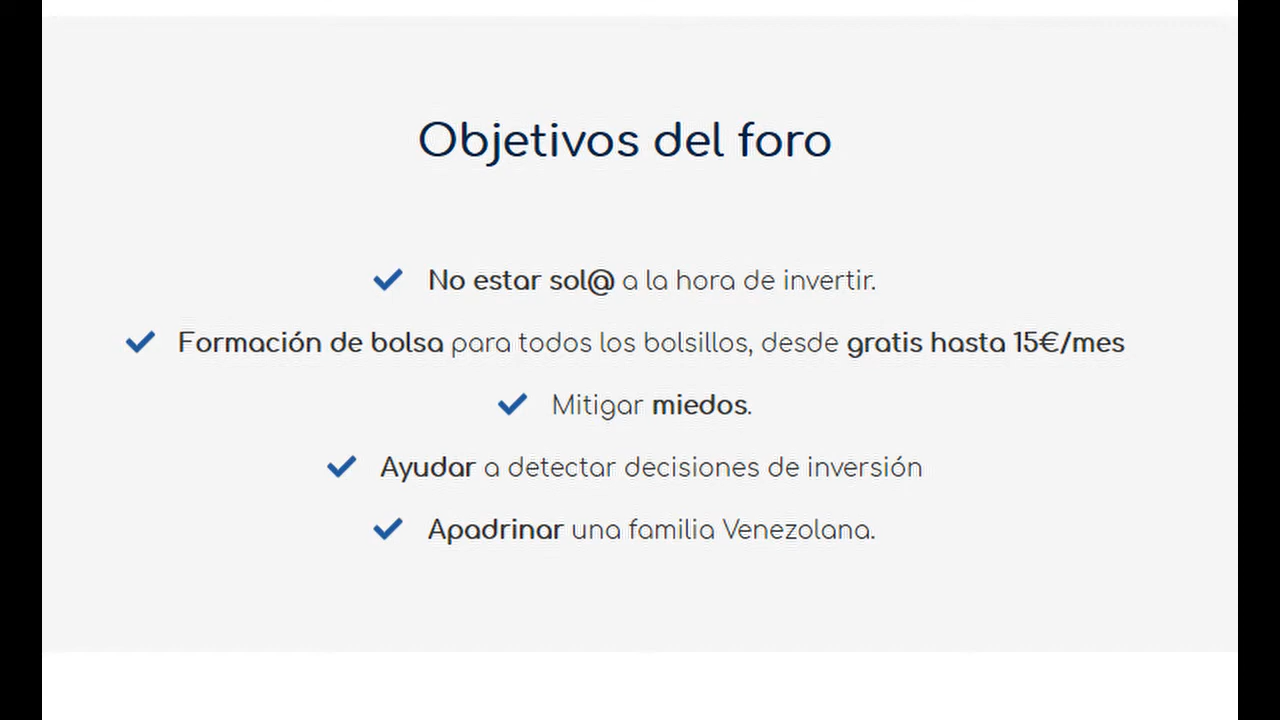 Objetivos del foro
No estar sol@ a la hora de invertir.
Formación de bolsa para todos los bolsillos, desde gratis hasta 15€/mes
Mitigar miedos.
Ayudar a detectar decisiones de inversión
Apadrinar una familia Venezolana.